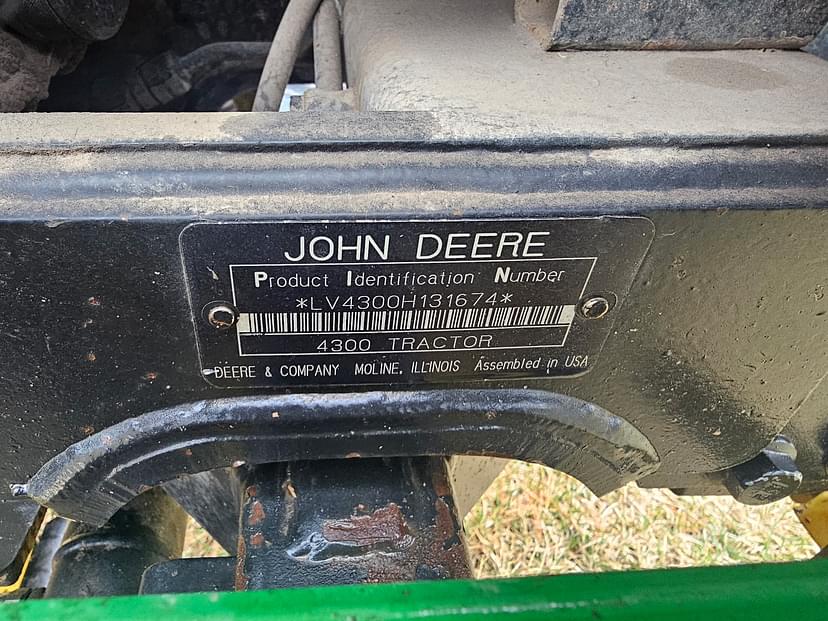 JOHN DEERE
Product Identification Number
*LV4300H131674*
4300 TRACTOR
DEERE & COMPANY MOLINE, ILLINOIS Assembled in USA